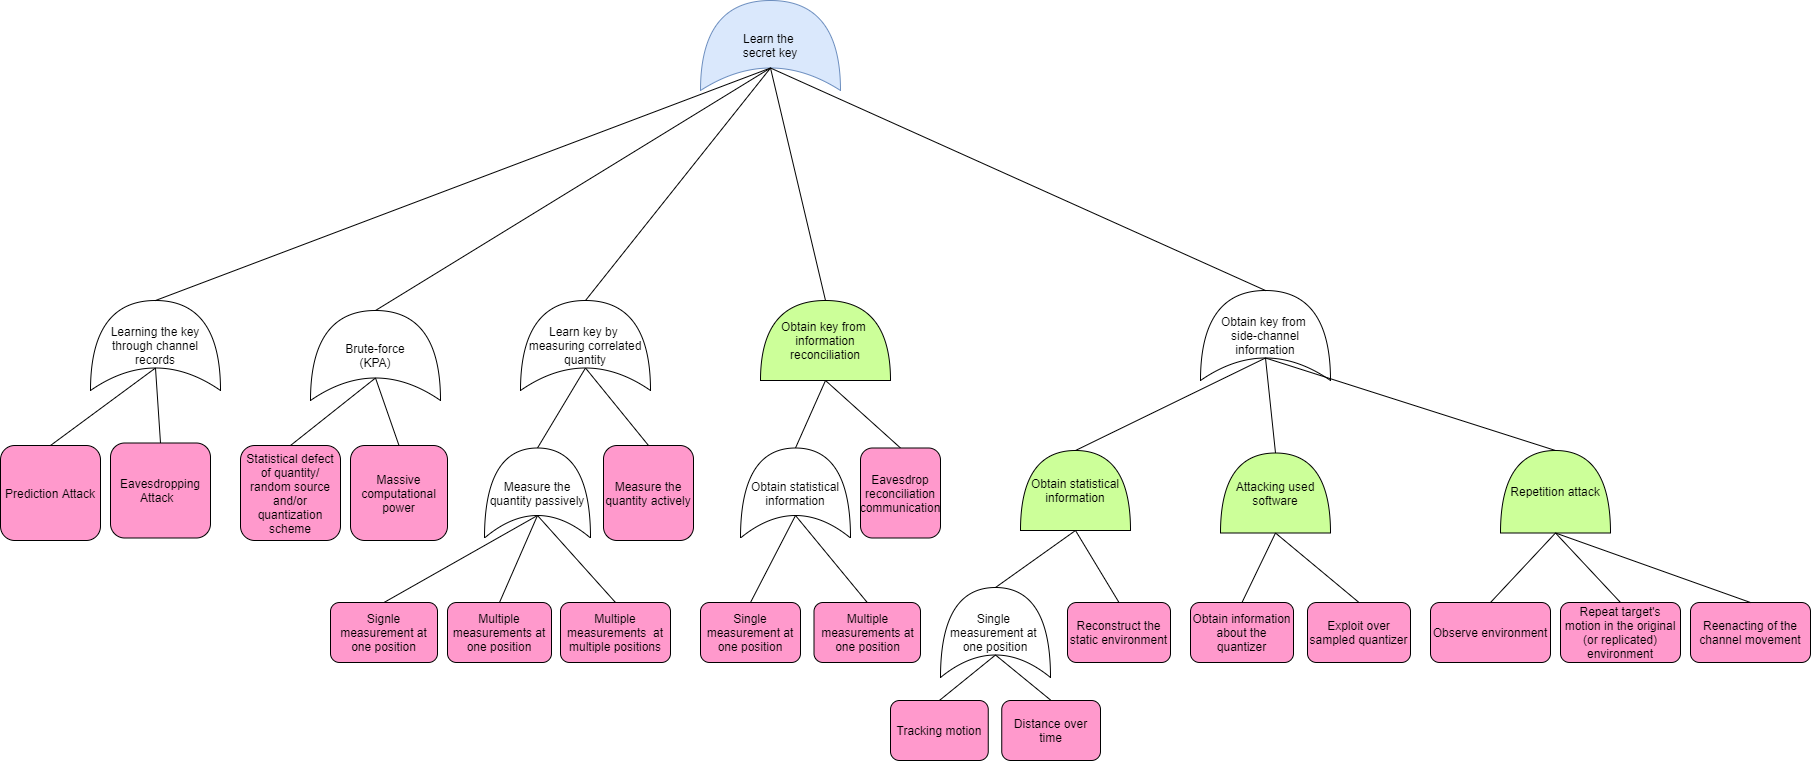 Learn the
secret key
Learning the key
through channel
records
Brute-force
(KPA)
Learn key by
measuring correlated
quantity
Obtain key from
information
reconciliation
Obtain key from
side-channel
information
Prediction Attack
Eavesdropping
Attack
Statistical defect
of quantity/
random source
and/or
quantization
scheme
Massive
computational
power
Measure the
quantity passively
Measure the
quantity actively
Obtain statistical
information
Eavesdrop
reconciliation
communication
Obtain statistical
information
Attacking used
software
Repetition attack
Signle
measurement at
one position
Multiple
measurements at
one position
Multiple
measurements at
multiple positions
Single
measurement at
one position
Multiple
measurements at
one position
Single
measurement at
one position
Reconstruct the
static environment
Obtain information
about the
quantizer
Exploit over
sampled quantizer
Observe environment
Repeat target's
motion in the original
(or replicated)
environment
Reenacting of the
channel movement
Tracking motion
Distance over
time